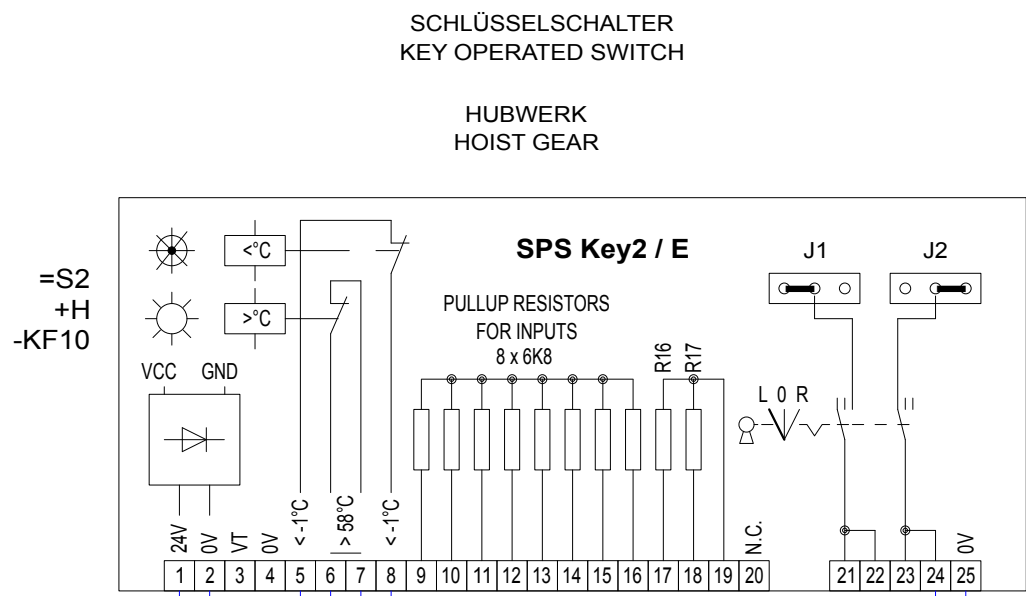 SCHLÜSSELSCHALTER
KEY OPERATED SWITCH
HUBWERK
HOIST GEAR
=S2
+H
-KF10
<°C
>°C
SPS Key2 / E
J1
J2
PULLUP RESISTORS
FOR INPUTS
8 x 6K8
R16
R17
VCC GND
L 0 R
24V
0V
VT
0V
< -1°C
> 58°C
< -1°C
N.C.
0V
1 2 3 4 5 6 7 8 9 10 11 12 13 14 15 16 17 18 19 20 21 22 23 24 25